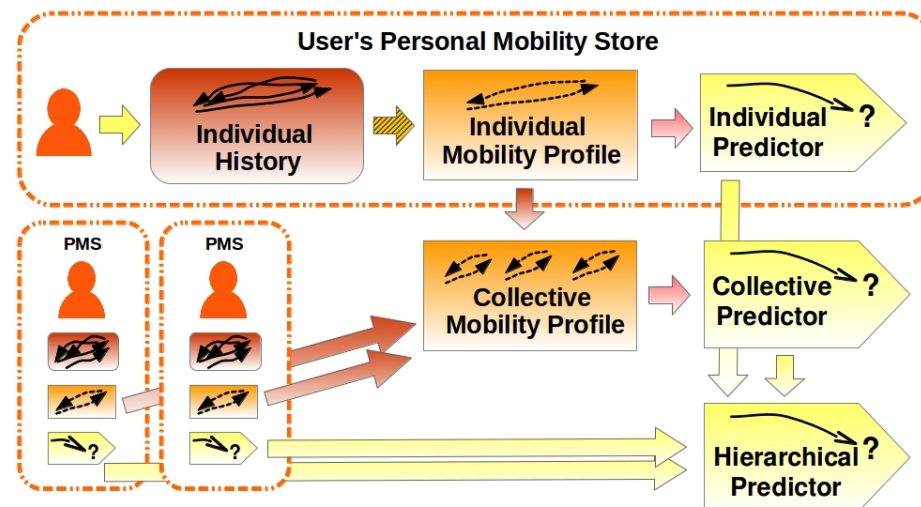 User's Personal Mobility Store
Individual
History
Individual
Mobility Profile
?
Individual
Predictor
PMS
PMS
Collective
Mobility Profile
?
Collective
Predictor
?
?
?
Hierarchical
Predictor